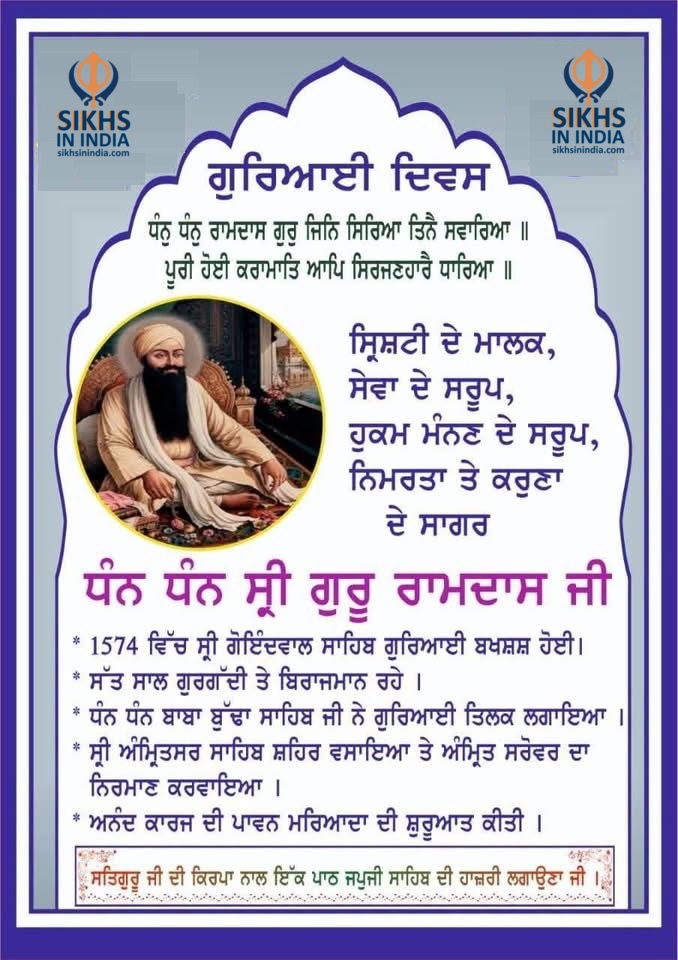 SIKHS
IN INDIA
sikhsinindia.com
SIKHS
IN INDIA
sikhsinindia.com
ਗੁਰਿਆਈ ਦਿਵਸ
ਧੰਨੁ ਧੰਨੁ ਰਾਮਦਾਸ ਗੁਰੁ ਜਿਨਿ ਸਿਰਿਆ ਤਿਨੈ ਸਵਾਰਿਆ ॥
ਪੂਰੀ ਹੋਈ ਕਰਾਮਾਤਿ ਆਪਿ ਸਿਰਜਣਹਾਰੈ ਧਾਰਿਆ ॥
ਸ੍ਰਿਸ਼ਟੀ ਦੇ ਮਾਲਕ,
ਸੇਵਾ ਦੇ ਸਰੂਪ,
ਹੁਕਮ ਮੰਨਣ ਦੇ ਸਰੂਪ,
ਨਿਮਰਤਾ ਤੇ ਕਰੁਣਾ
ਦੇ ਸਾਗਰ
ਧੰਨ ਧੰਨ ਸ੍ਰੀ ਗੁਰੂ ਰਾਮਦਾਸ ਜੀ
* 1574 ਵਿੱਚ ਸ੍ਰੀ ਗੋਇੰਦਵਾਲ ਸਾਹਿਬ ਗੁਰਿਆਈ ਬਖਸ਼ਸ਼ ਹੋਈ।
* ਸੱਤ ਸਾਲ ਗੁਰਗੱਦੀ ਤੇ ਬਿਰਾਜਮਾਨ ਰਹੇ ।
* ਧੰਨ ਧੰਨ ਬਾਬਾ ਬੁੱਢਾ ਸਾਹਿਬ ਜੀ ਨੇ ਗੁਰਿਆਈ ਤਿਲਕ ਲਗਾਇਆ ।
* ਸ੍ਰੀ ਅੰਮ੍ਰਿਤਸਰ ਸਾਹਿਬ ਸ਼ਹਿਰ ਵਸਾਇਆ ਤੇ ਅੰਮ੍ਰਿਤ ਸਰੋਵਰ ਦਾ
ਨਿਰਮਾਣ ਕਰਵਾਇਆ ।
* ਅਨੰਦ ਕਾਰਜ ਦੀ ਪਾਵਨ ਮਰਿਆਦਾ ਦੀ ਸ਼ੁਰੂਆਤ ਕੀਤੀ ।
ਸਤਿਗੁਰੂ ਜੀ ਦੀ ਕਿਰਪਾ ਨਾਲ ਇੱਕ ਪਾਠ ਜਪੁਜੀ ਸਾਹਿਬ ਦੀ ਹਾਜ਼ਰੀ ਲਗਾਉਣਾ ਜੀ ।